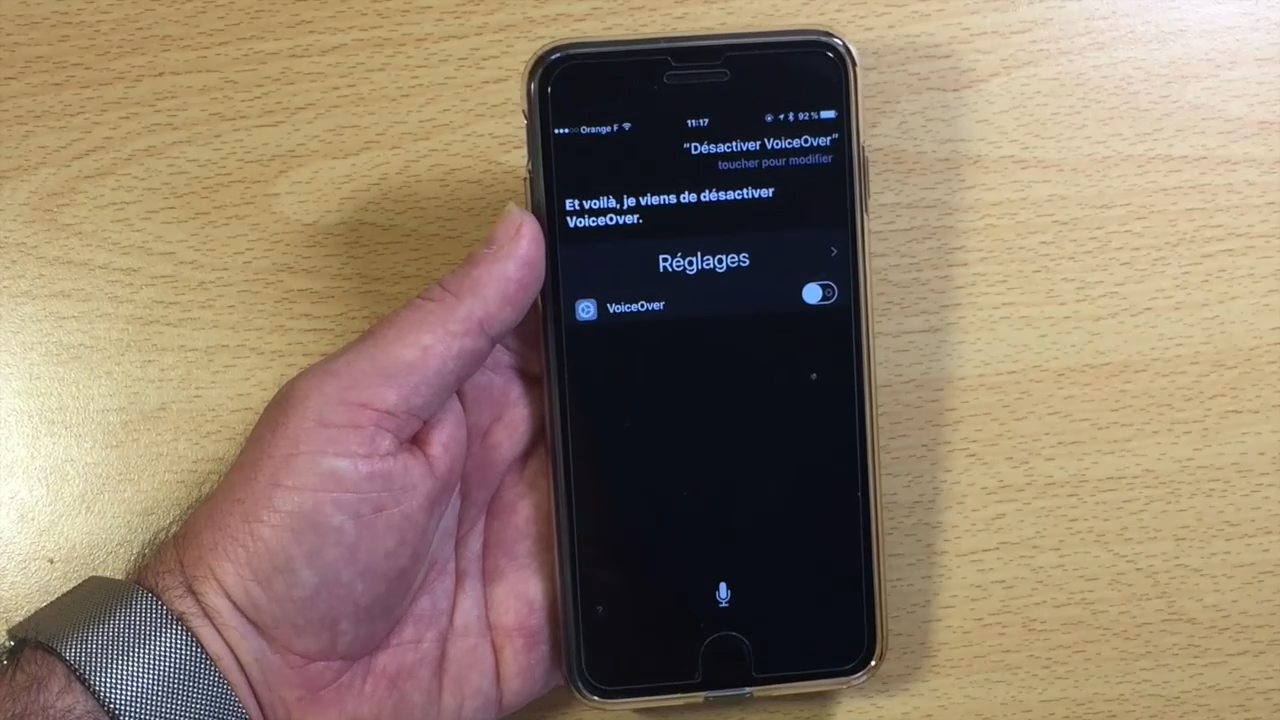 Orange F 11:17 92 %
“Désactiver VoiceOver”
toucher pour modifier
Et voilà, je viens de désactiver
VoiceOver.
Réglages
VoiceOver
?